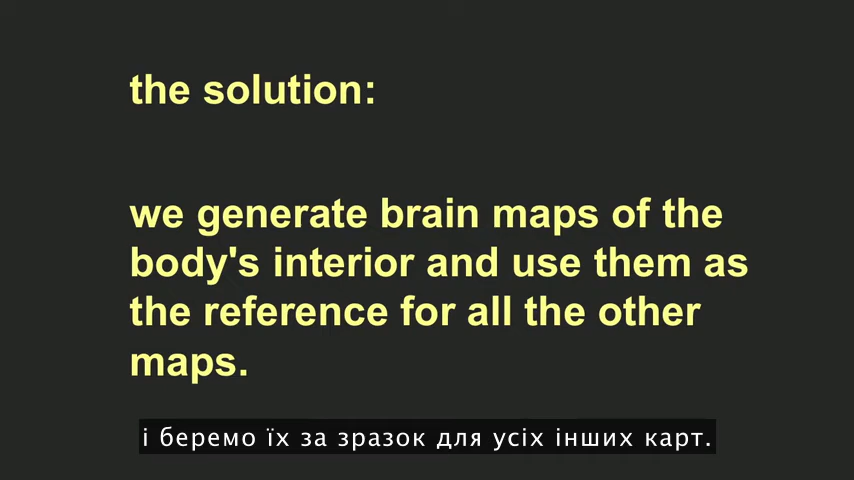 the solution:
we generate brain maps of the
body's interior and use them as
the reference for all the other
maps.
і беремо їх за зразок для усіх інших карт.